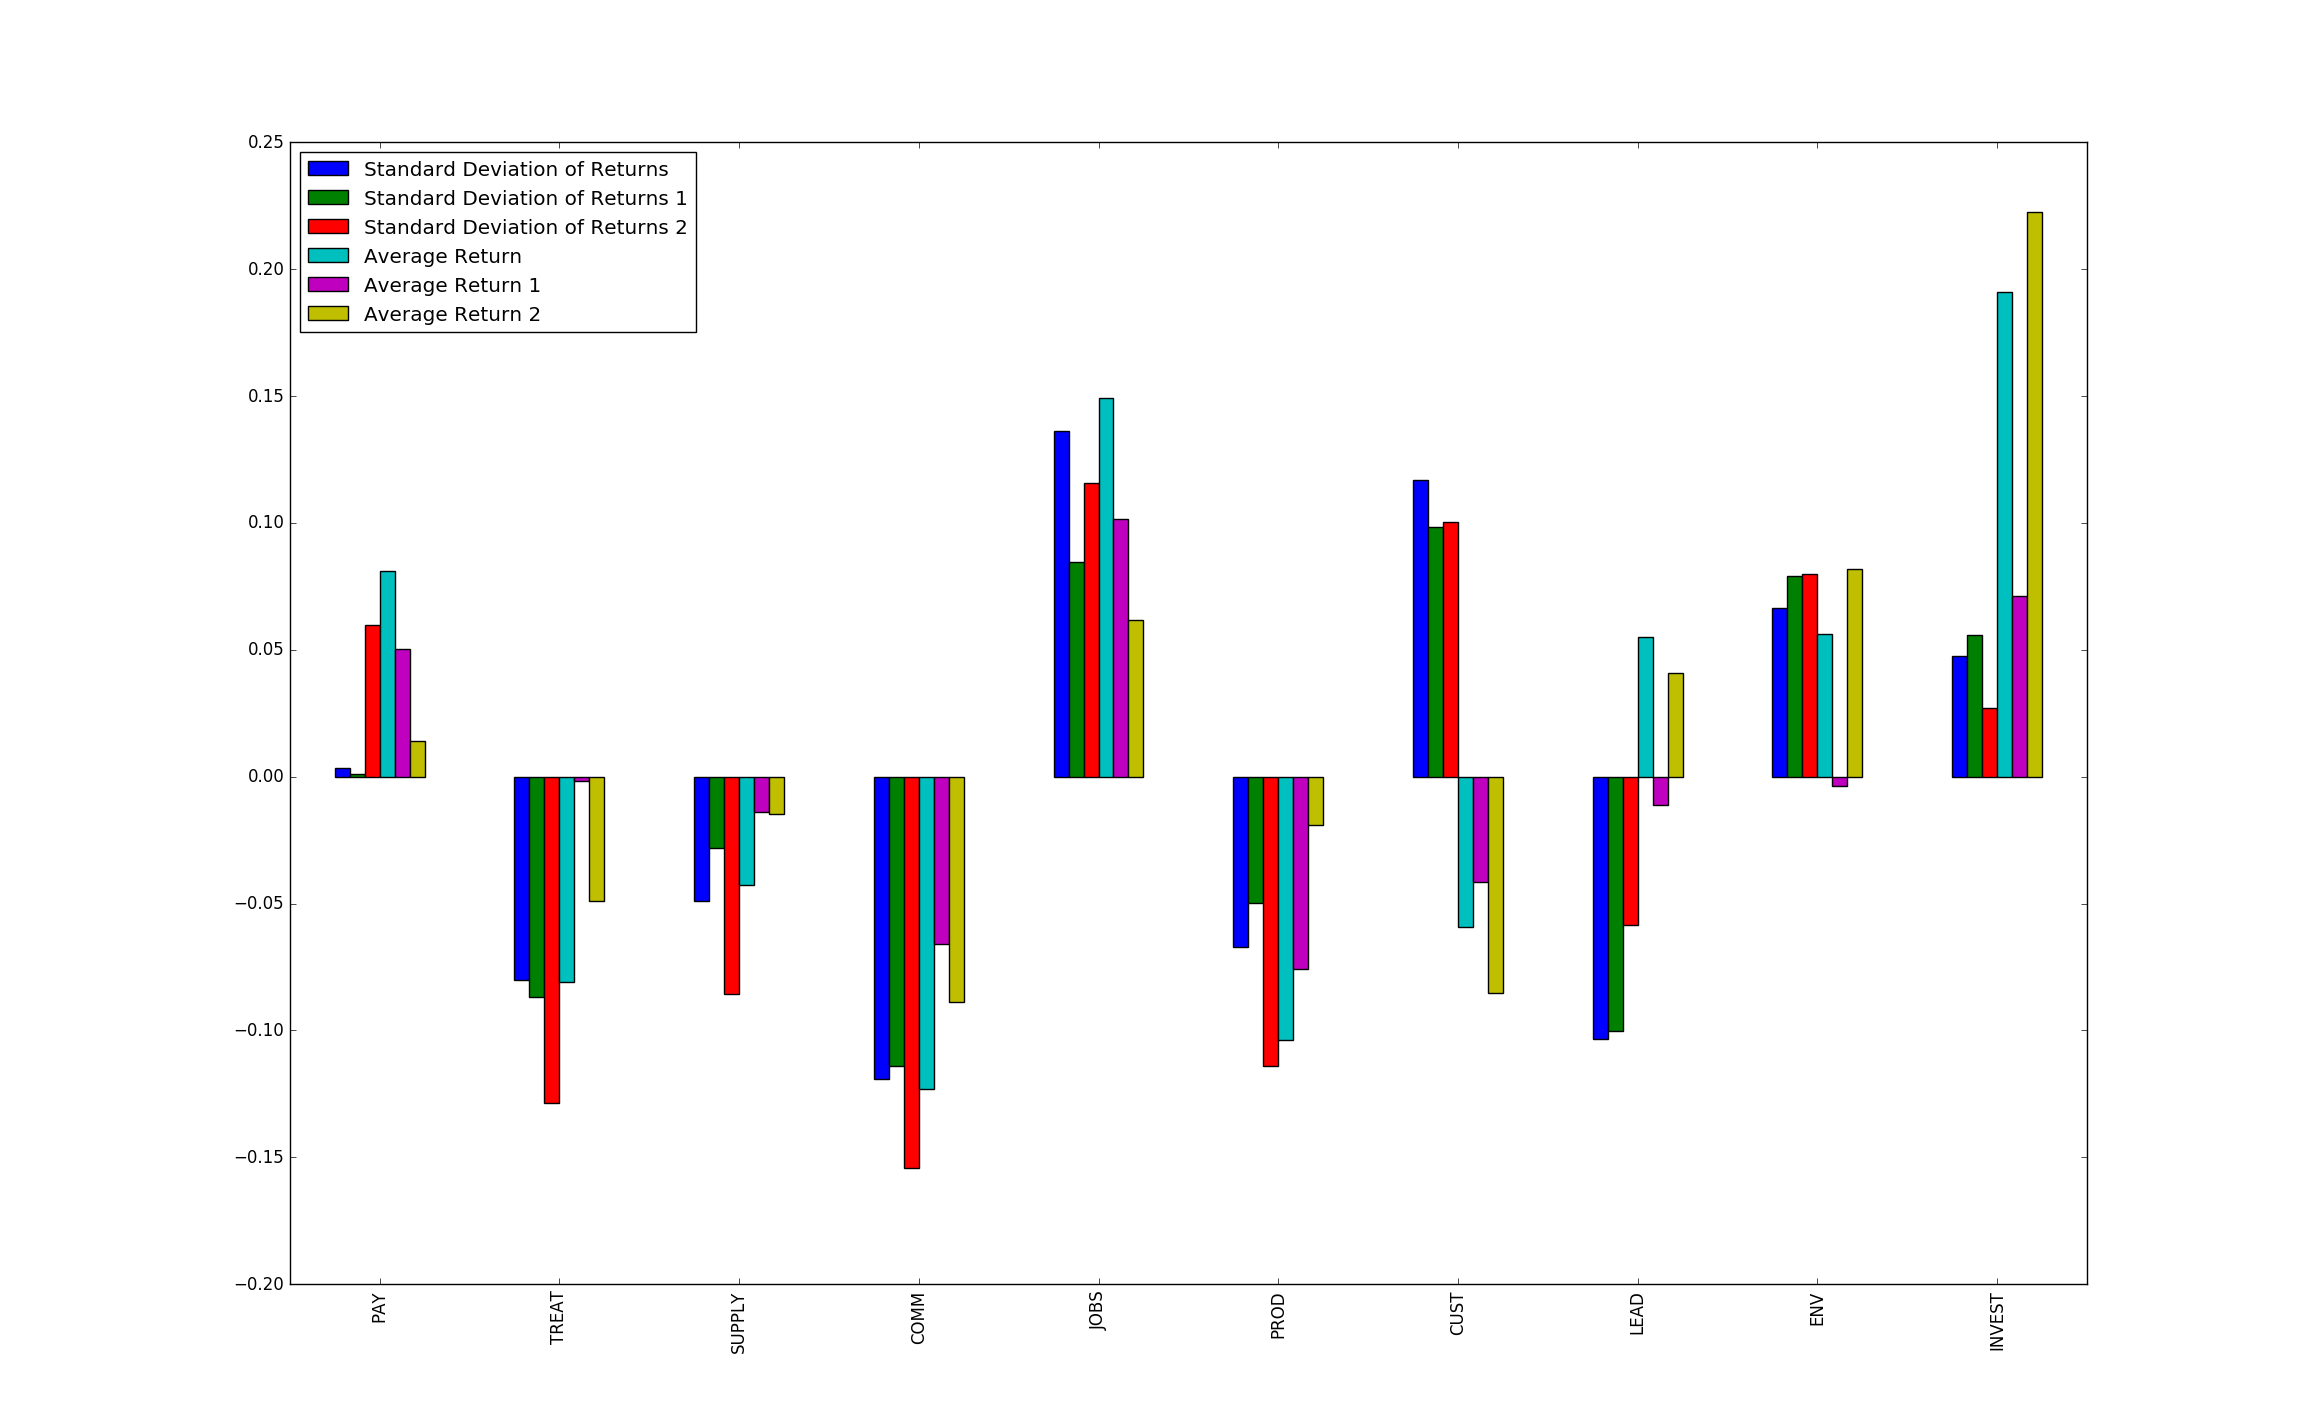 0.25
0.20
0.15
0.10
0.05
0.00
−0.05
−0.10
−0.15
−0.20
Standard Deviation of Returns
Standard Deviation of Returns 1
Standard Deviation of Returns 2
Average Return
Average Return 1
Average Return 2
PAY
TREAT
SUPPLY
COMM
JOBS
PROD
CUST
LEAD
ENV
INVEST